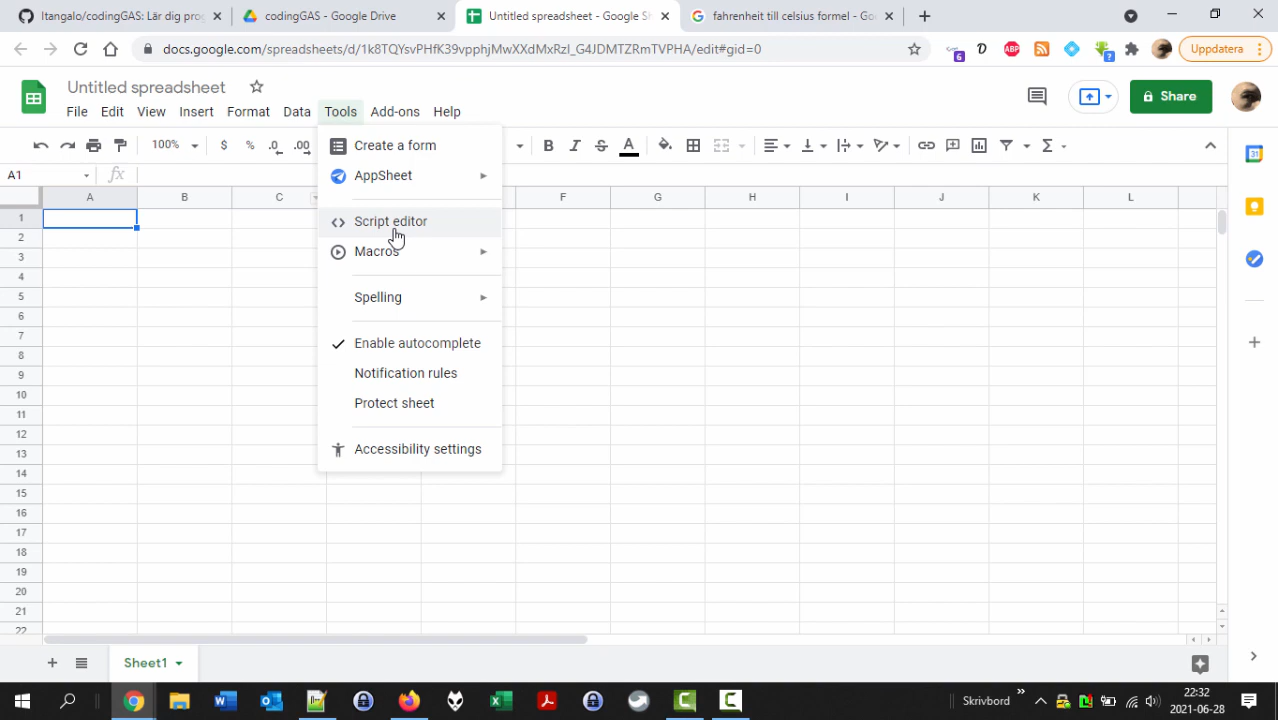 ltangalo/codingGAS: Lär dig prog
codingGAS - Google Drive
Untitled spreadsheet - Google Sh
fahrenheit till celsius formel - Goo
docs.google.com/spreadsheets/d/1k8TQYsvPHfK39vpphjMwXXdMxRzI_G4JDMTZRmTVPHA/edit#gid=0
6
D
ABP
?
Uppdatera
Untitled spreadsheet
File Edit View Insert Format Data Tools Add-ons Help
Share
100% $ % .0 .00 B I S A Σ
A1 fx
A B C F G H I J K L
1
2
3
4
5
6
7
8
9
10
11
12
13
14
15
16
17
18
19
20
21
22
Create a form
AppSheet
Script editor
Macros
Spelling
Enable autocomplete
Notification rules
Protect sheet
Accessibility settings
31
Sheet1
Skrivbord
22:32
2021-06-28